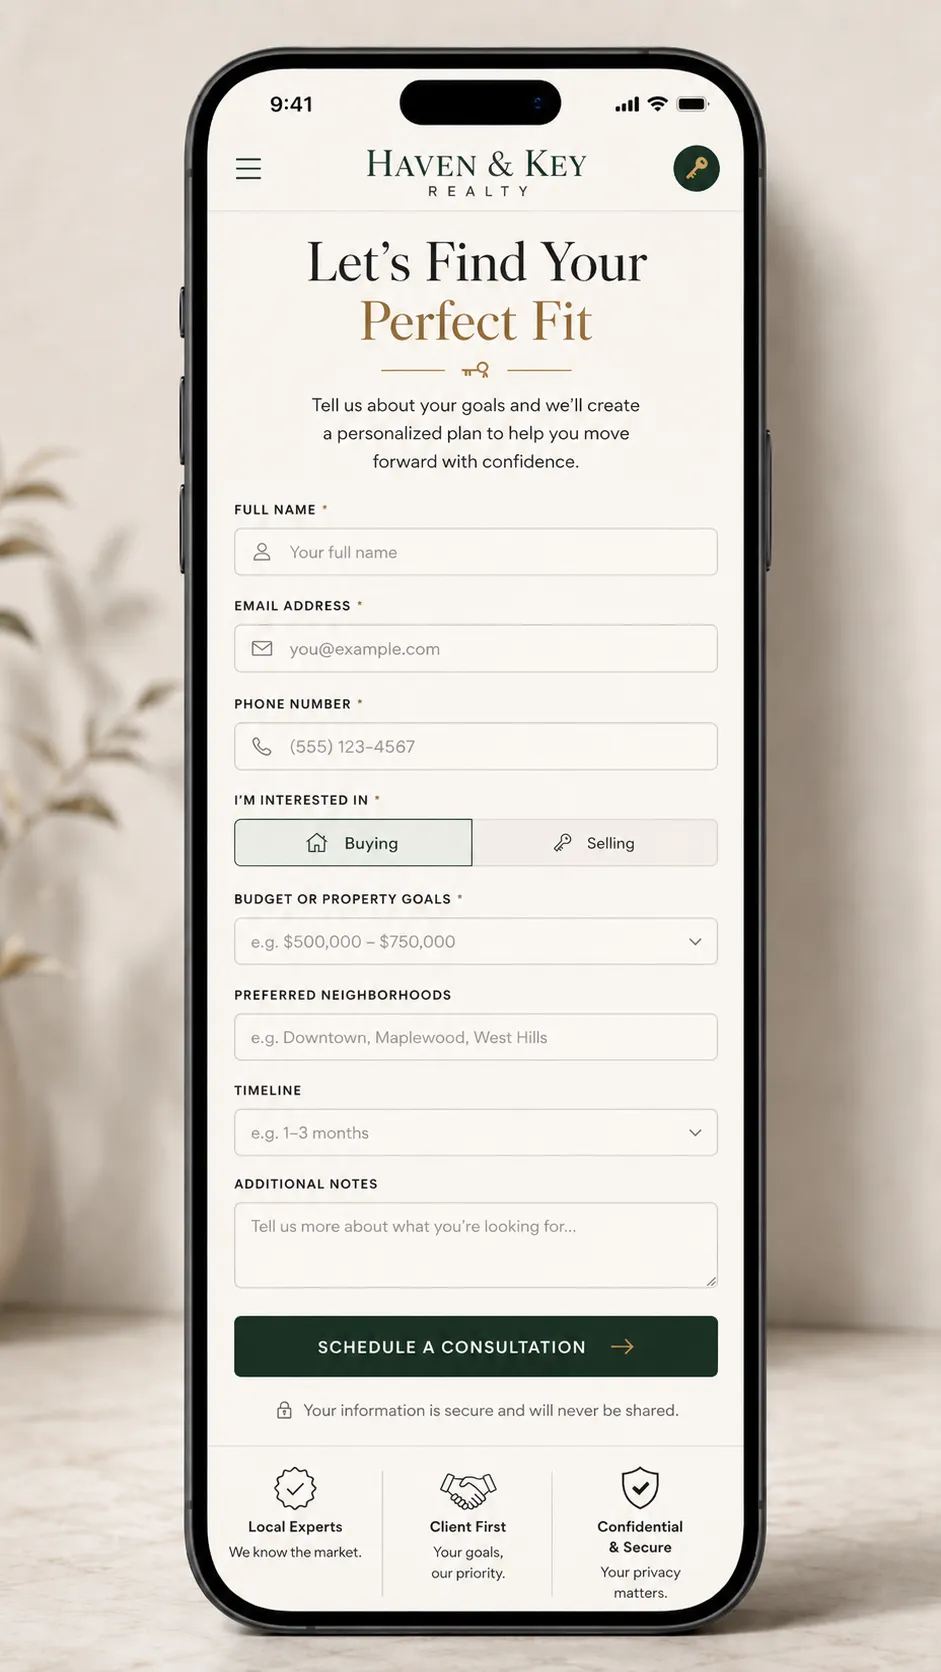 9:41
HAVEN & KEY
REALTY
Let's Find Your
Perfect Fit
Tell us about your goals and we'll create
a personalized plan to help you move
forward with confidence.
FULL NAME *
Your full name
EMAIL ADDRESS *
you@example.com
PHONE NUMBER *
(555) 123-4567
I'M INTERESTED IN *
Buying
Selling
BUDGET OR PROPERTY GOALS *
e.g. $500,000 – $750,000
PREFERRED NEIGHBORHOODS
e.g. Downtown, Maplewood, West Hills
TIMELINE
e.g. 1–3 months
ADDITIONAL NOTES
Tell us more about what you're looking for...
SCHEDULE A CONSULTATION
Your information is secure and will never be shared.
Local Experts
We know the market.
Client First
Your goals,
our priority.
Confidential
& Secure
Your privacy
matters.